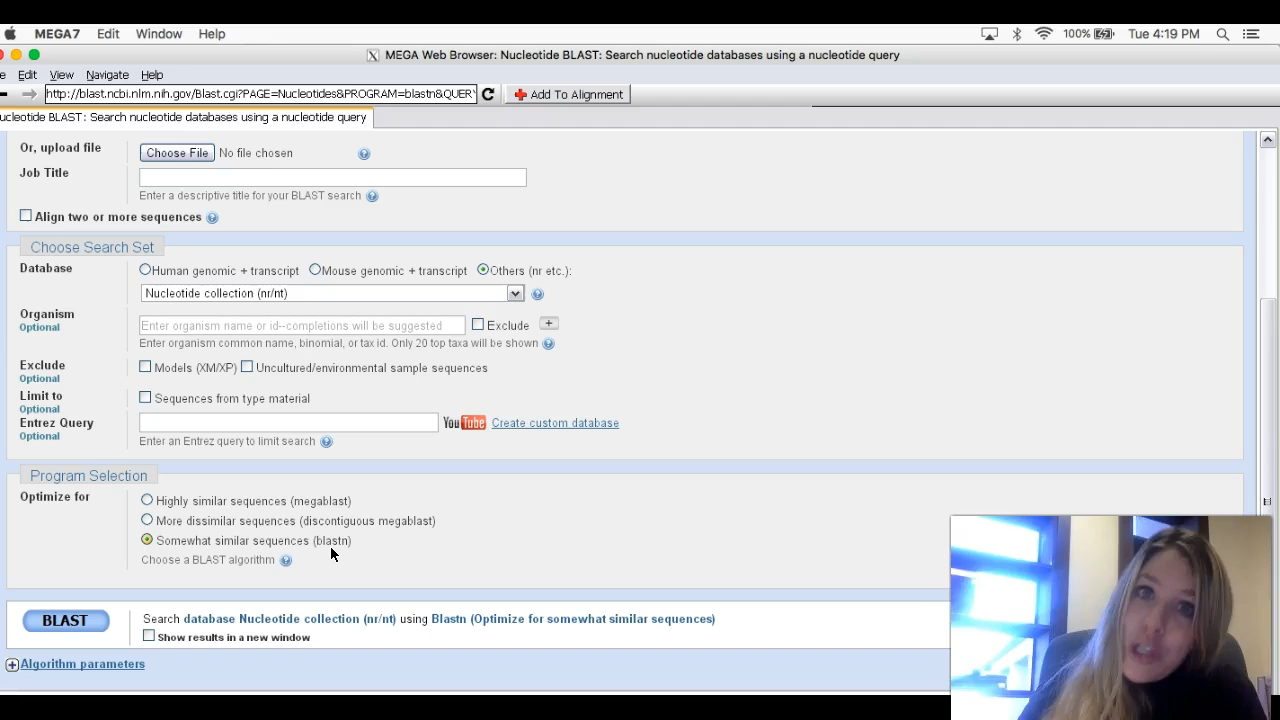 MEGA7 Edit Window Help 100% Tue 4:19 PM
MEGA Web Browser: Nucleotide BLAST: Search nucleotide databases using a nucleotide query
Edit View Navigate Help
http://blast.ncbi.nlm.nih.gov/Blast.cgi?PAGE=Nucleotides&PROGRAM=blastn&QUER Add To Alignment
ucleotide BLAST: Search nucleotide databases using a nucleotide query
Or, upload file Choose File No file chosen
Job Title
Enter a descriptive title for your BLAST search
Align two or more sequences
Choose Search Set
Database Human genomic + transcript Mouse genomic + transcript Others (nr etc.):
Nucleotide collection (nr/nt)
Organism
Optional Enter organism name or id--completions will be suggested Exclude +
Enter organism common name, binomial, or tax id. Only 20 top taxa will be shown
Exclude Models (XM/XP) Uncultured/environmental sample sequences
Optional
Limit to Sequences from type material
Optional
Entrez Query YouTube Create custom database
Optional Enter an Entrez query to limit search
Program Selection
Optimize for Highly similar sequences (megablast)
More dissimilar sequences (discontiguous megablast)
Somewhat similar sequences (blastn)
Choose a BLAST algorithm
BLAST Search database Nucleotide collection (nr/nt) using Blastn (Optimize for somewhat similar sequences)
Show results in a new window
Algorithm parameters